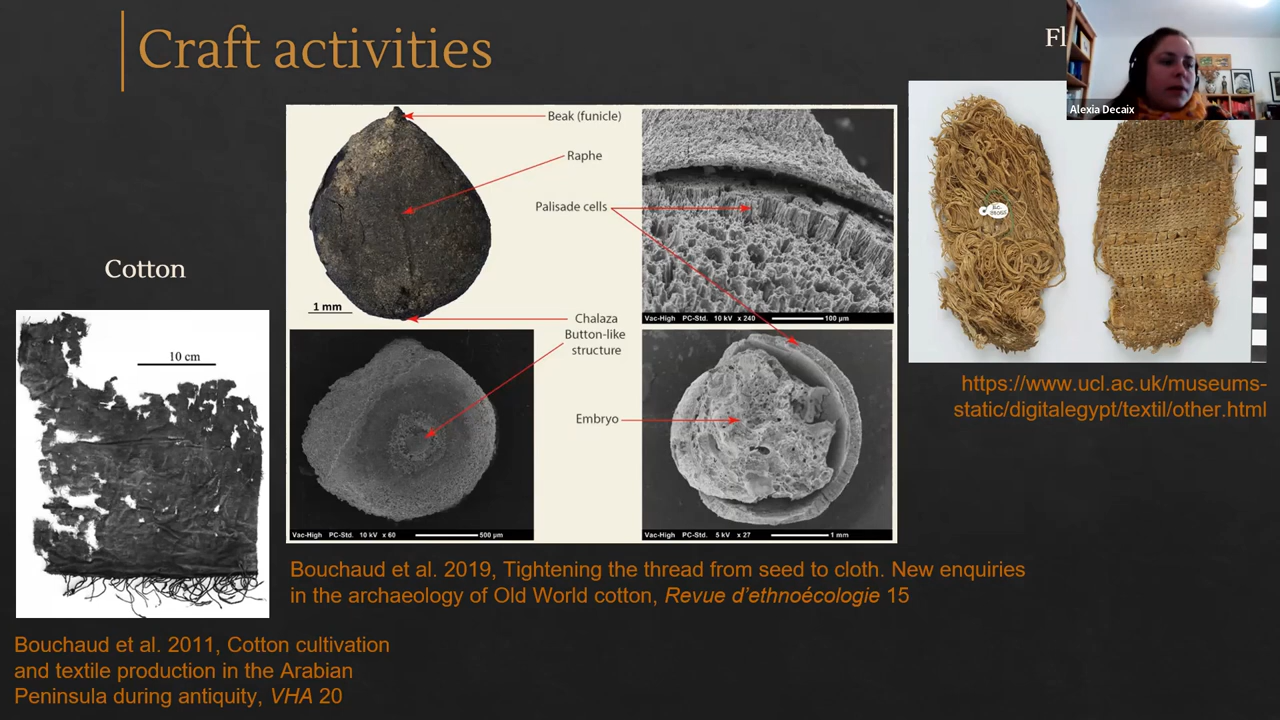 Craft activities
Fl
Alexia Decaix
Beak (funicle)
Raphe
Palisade cells
1 mm
Vac-High PC-Std. 10 kV x 240 100 µm
Chalaza
Button-like
structure
Embryo
Vac-High PC-Std. 10 kV x 60 500 µm
Vac-High PC-Std. 5 kV x 27 1 mm
Cotton
10 cm
https://www.ucl.ac.uk/museums-
static/digitalegypt/textil/other.html
Bouchaud et al. 2019, Tightening the thread from seed to cloth. New enquiries
in the archaeology of Old World cotton, Revue d'ethnoécologie 15
Bouchaud et al. 2011, Cotton cultivation
and textile production in the Arabian
Peninsula during antiquity, VHA 20